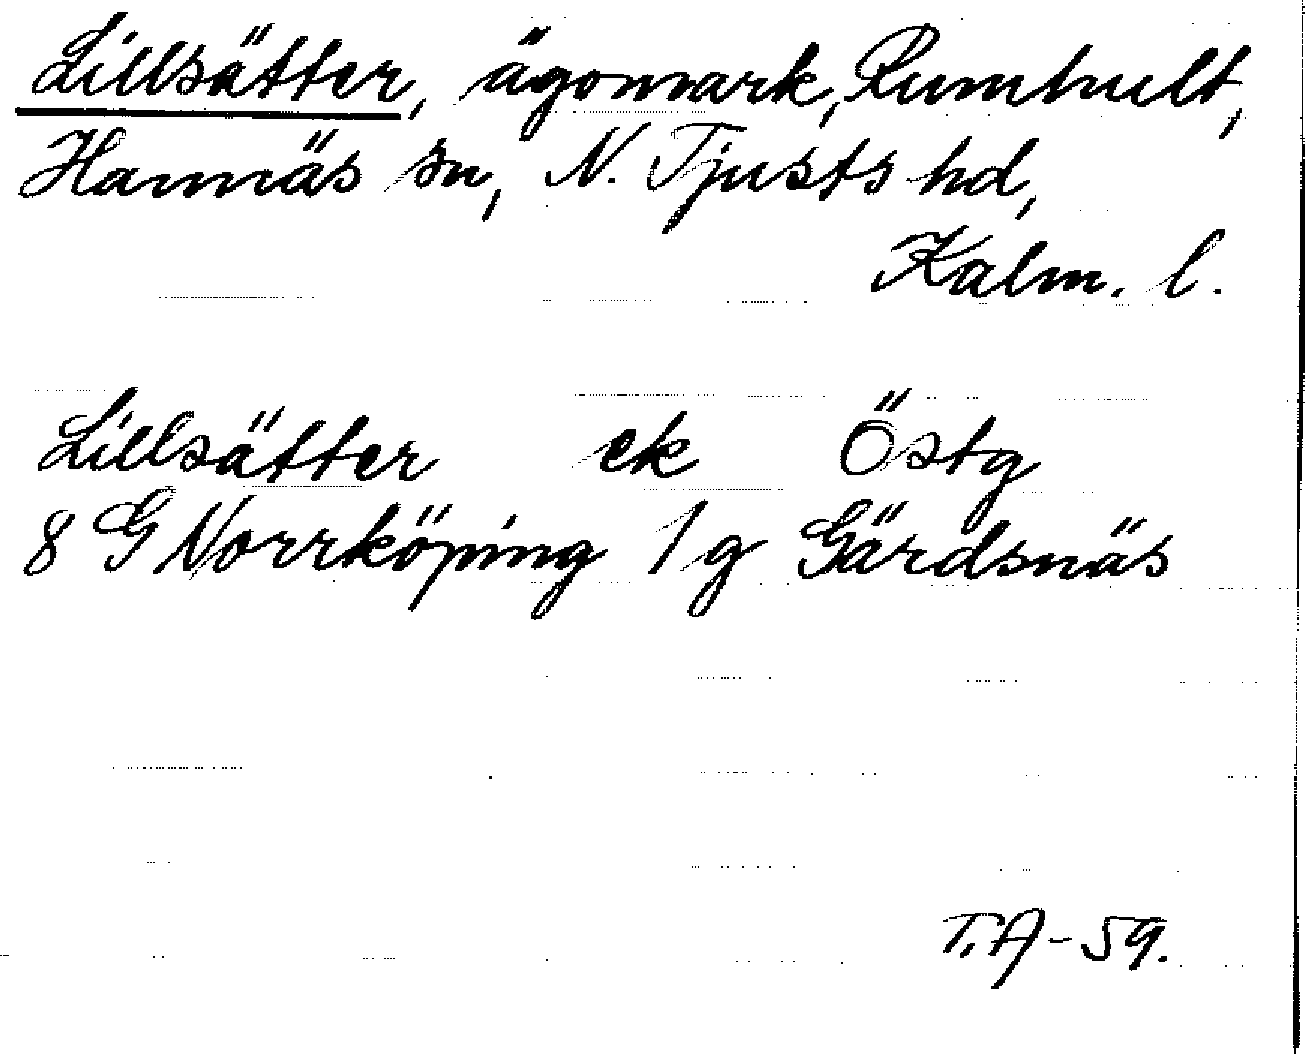 Lillsätter, ägomark, Rumhult,
Hannäs sn, N. Tjusts hd,
Kalm. l.
Lillsätter ek Östg
8 G Norrköping 1 g Gärdsnäs
T.A-59.